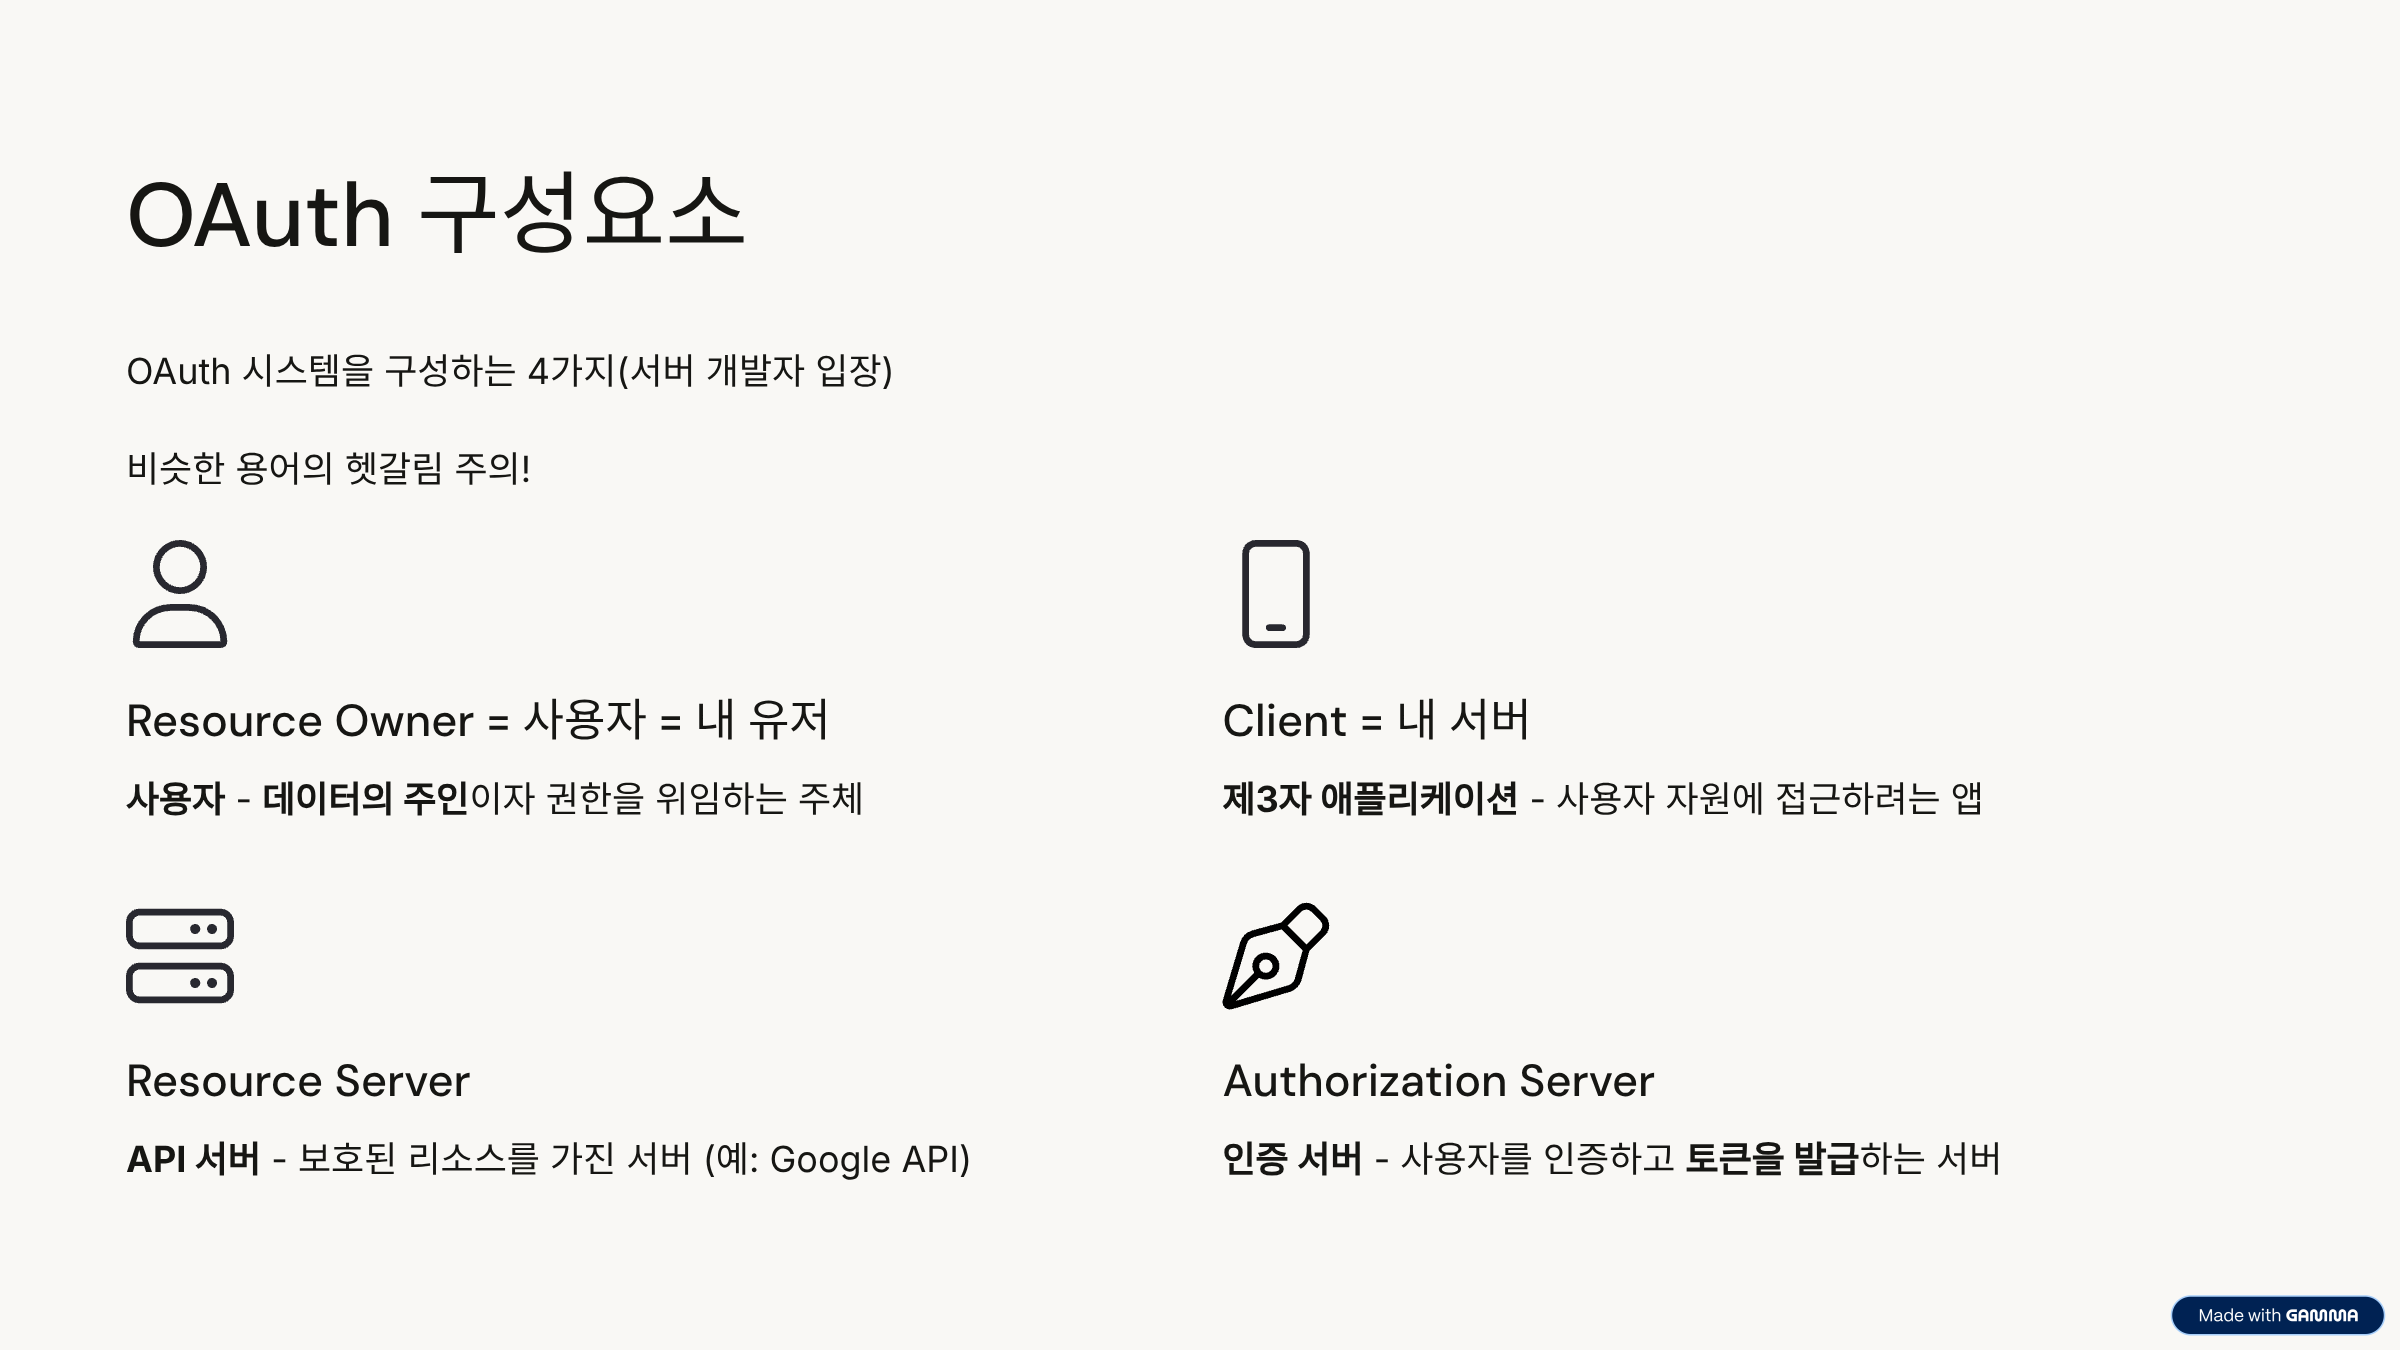 OAuth 구성요소
OAuth 시스템을 구성하는 4가지(서버 개발자 입장)
비슷한 용어의 헷갈림 주의!
Resource Owner = 사용자 = 내 유저
사용자 - 데이터의 주인이자 권한을 위임하는 주체
Client = 내 서버
제3자 애플리케이션 - 사용자 자원에 접근하려는 앱
Resource Server
API 서버 - 보호된 리소스를 가진 서버 (예: Google API)
Authorization Server
인증 서버 - 사용자를 인증하고 토큰을 발급하는 서버
Made with GAMMA